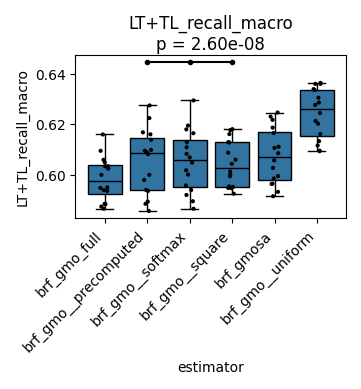 LT+TL_recall_macro
p = 2.60e-08
LT+TL_recall_macro
0.64
0.62
0.60
brf_gmo_full
brf_gmo__precomputed
brf_gmo__softmax
brf_gmo__square
brf_gmosa
brf_gmo__uniform
estimator